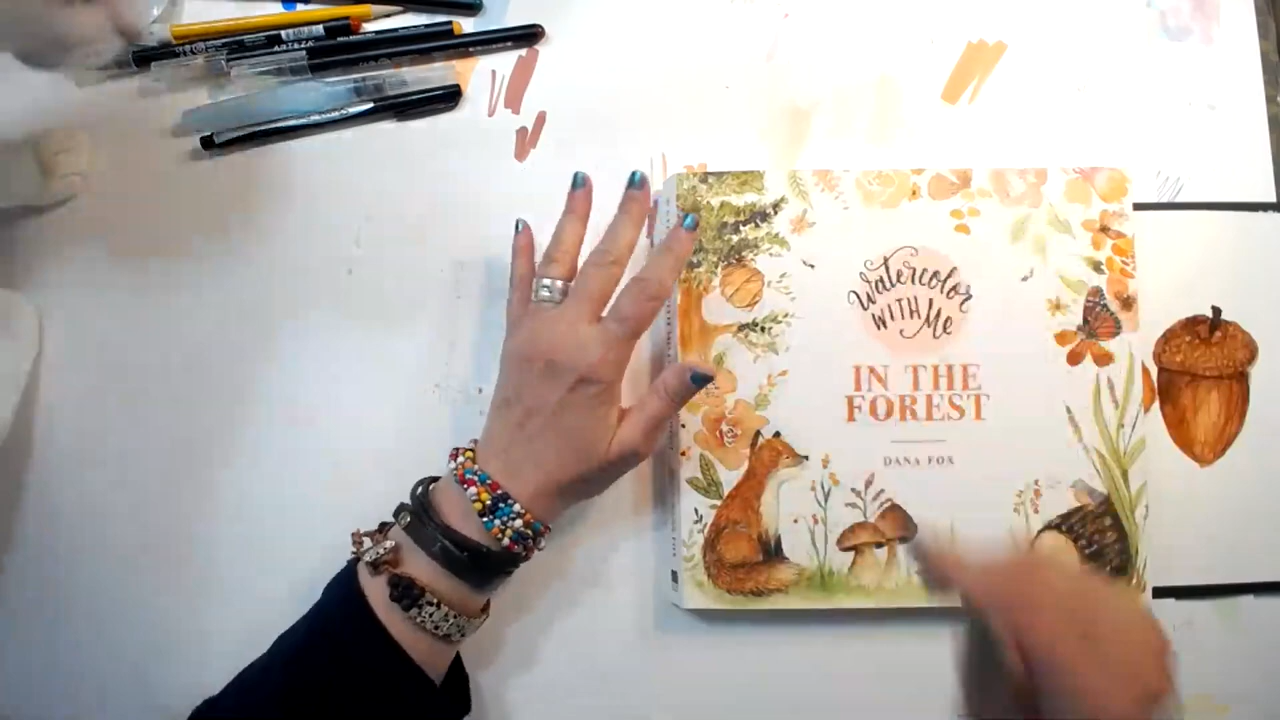 ARTEZA
Watercolor
WITH Me
IN THE
FOREST
DANA FOX